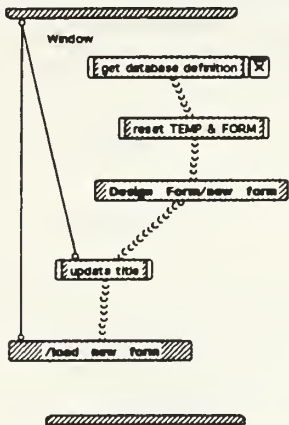 Window
get database definition
reset TEMP & FORM
Design Form/new form
update title
/load new form